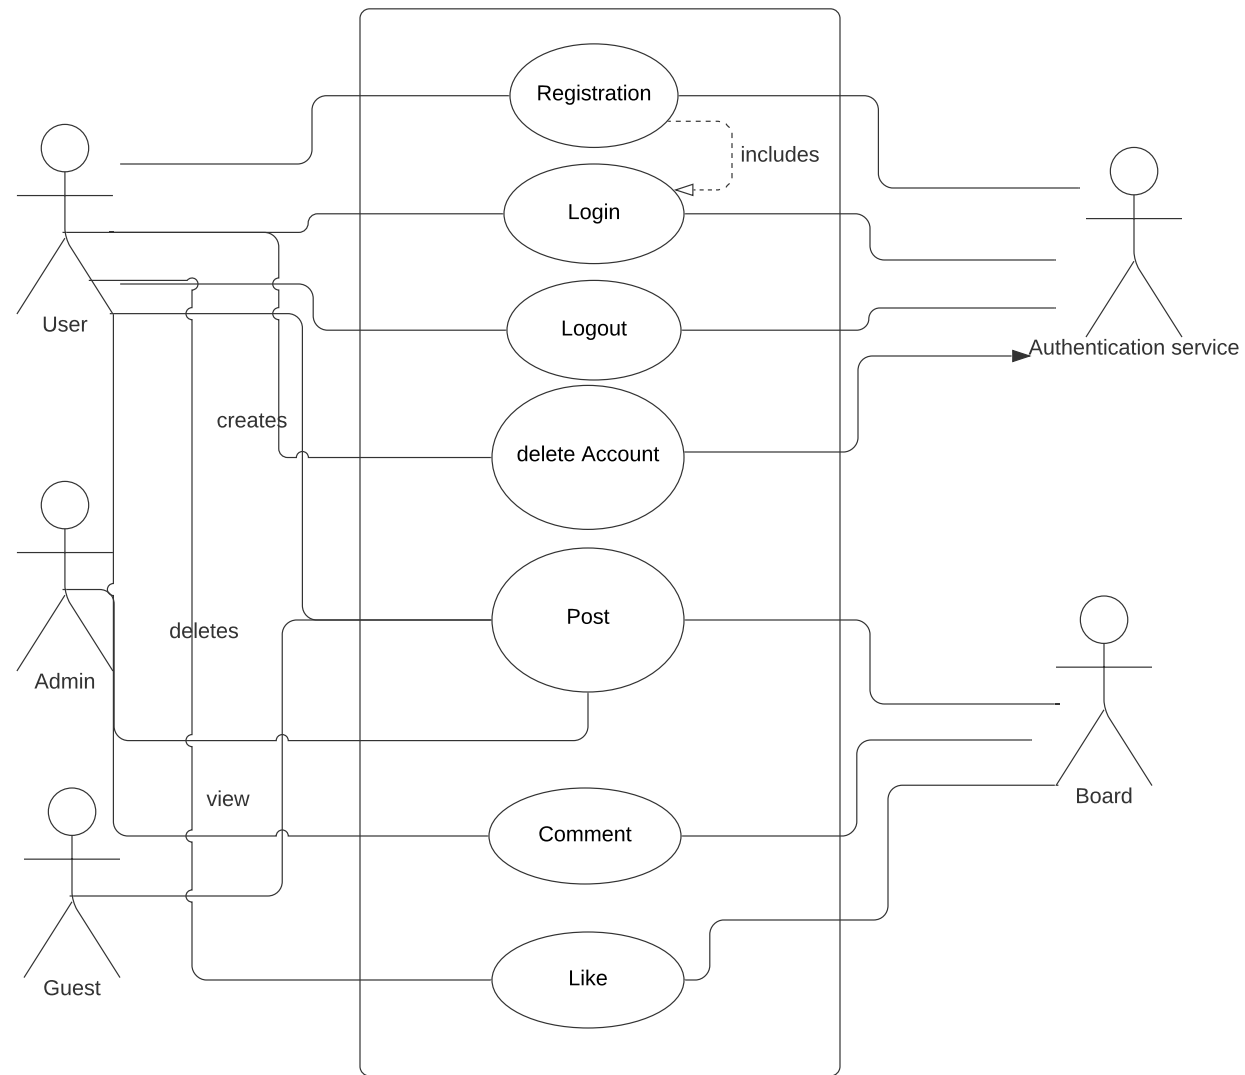 Registration
includes
Login
User
Logout
Authentication service
creates
delete Account
Post
deletes
Admin
view
Board
Comment
Guest
Like